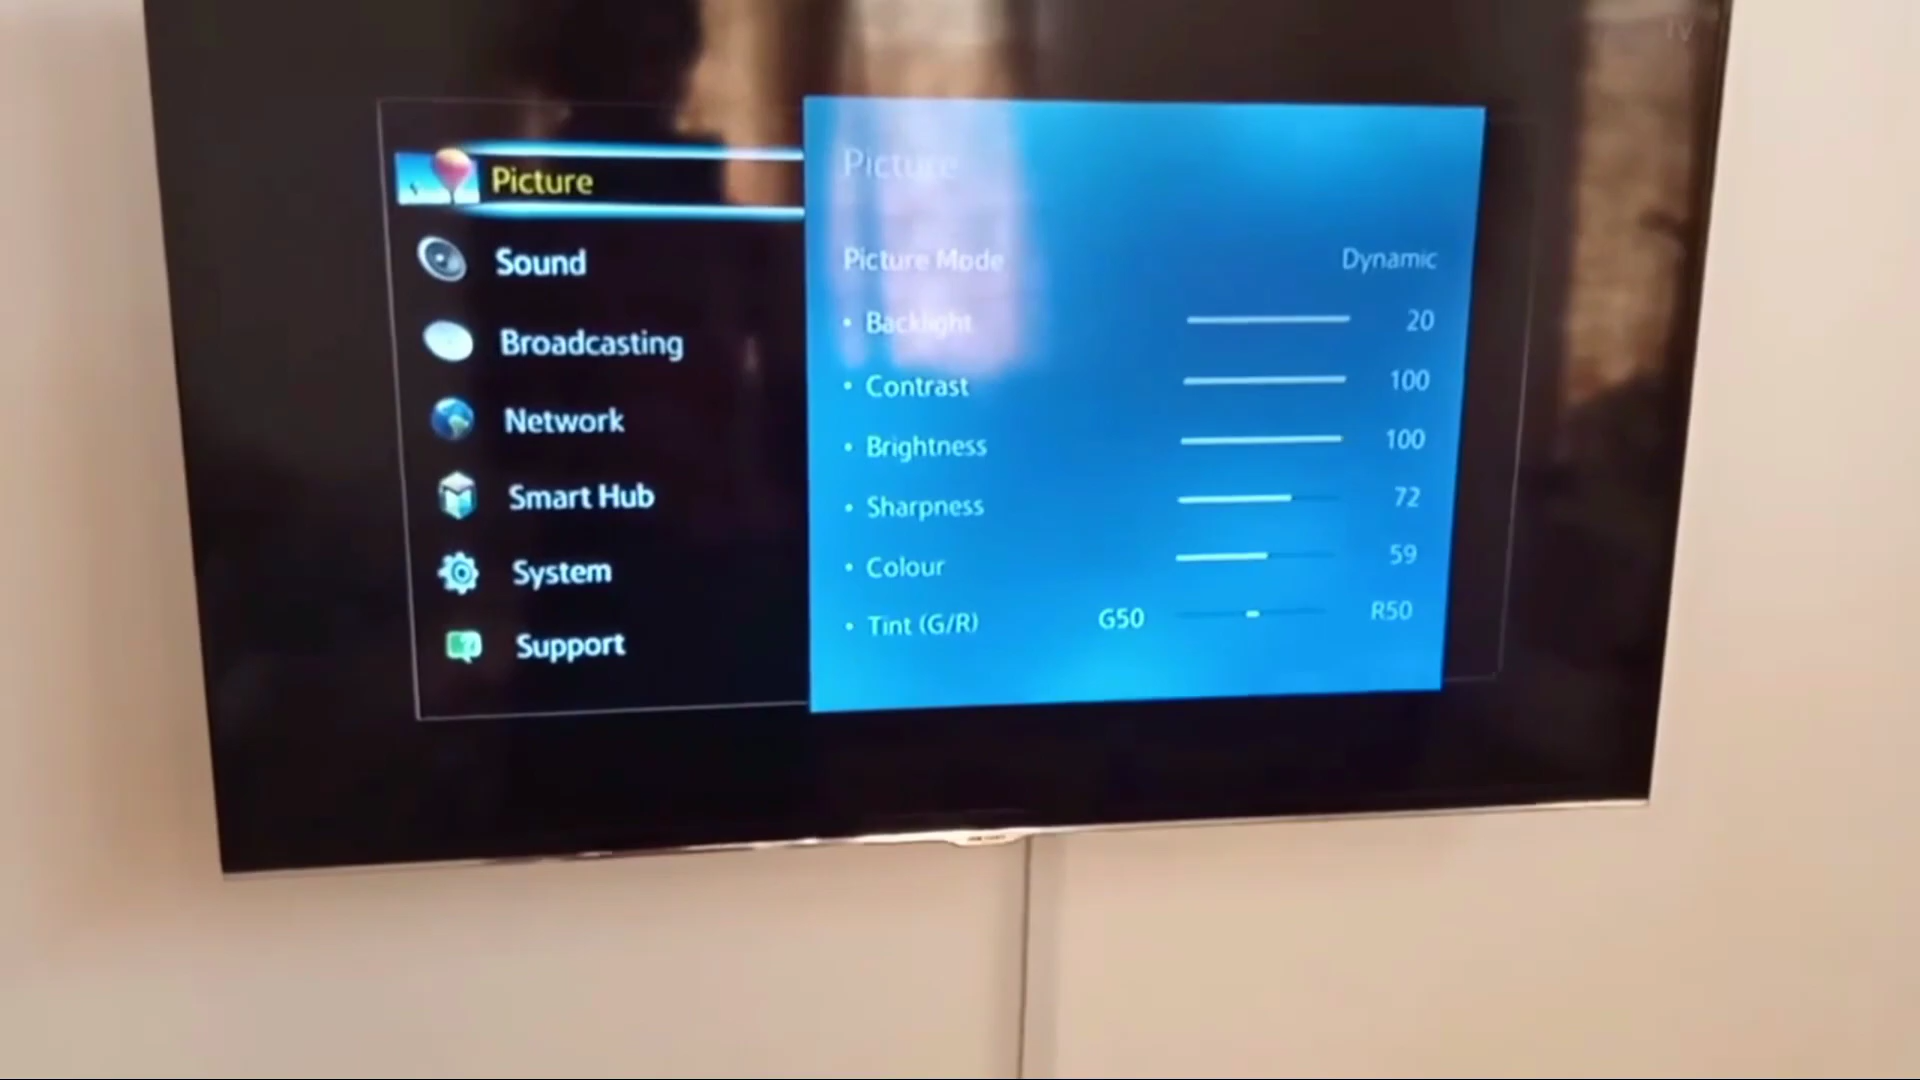 TV
Picture
Sound
Broadcasting
Network
Smart Hub
System
Support
Picture
Picture Mode Dynamic
• Backlight 20
• Contrast 100
• Brightness 100
• Sharpness 72
• Colour 59
• Tint (G/R) G50 R50